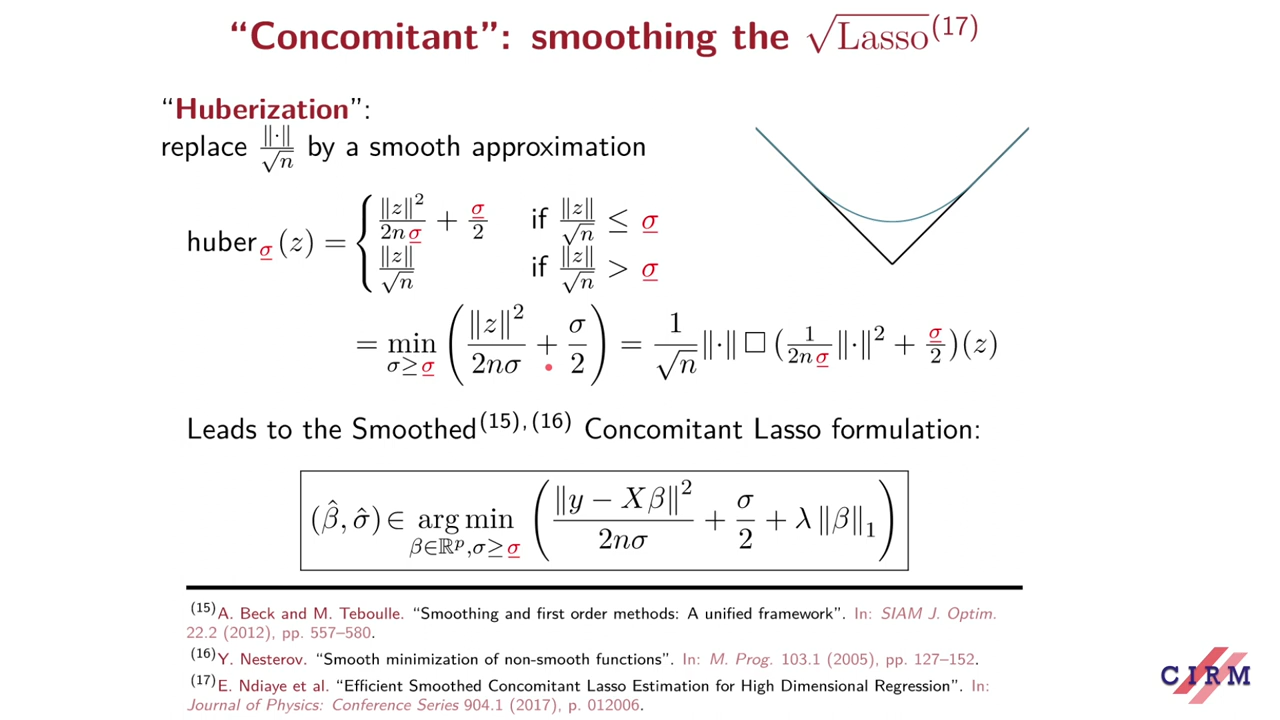 “Concomitant”: smoothing the √Lasso⁽¹⁷⁾
“Huberization”:
replace ‖·‖/√n by a smooth approximation
huber_σ̲(z) = { ‖z‖²/(2nσ̲) + σ̲/2 if ‖z‖/√n ≤ σ̲
‖z‖/√n if ‖z‖/√n > σ̲
= min_{σ≥σ̲} (‖z‖²/(2nσ) + σ/2) = 1/√n ‖·‖ □ (1/(2nσ̲) ‖·‖² + σ̲/2)(z)
Leads to the Smoothed⁽¹⁵⁾,⁽¹⁶⁾ Concomitant Lasso formulation:
(β̂, σ̂) ∈ arg min_{β∈ℝᵖ,σ≥σ̲} (‖y − Xβ‖²/(2nσ) + σ/2 + λ‖β‖₁)
⁽¹⁵⁾A. Beck and M. Teboulle. “Smoothing and first order methods: A unified framework”. In: SIAM J. Optim.
22.2 (2012), pp. 557–580.
⁽¹⁶⁾Y. Nesterov. “Smooth minimization of non-smooth functions”. In: M. Prog. 103.1 (2005), pp. 127–152.
⁽¹⁷⁾E. Ndiaye et al. “Efficient Smoothed Concomitant Lasso Estimation for High Dimensional Regression”. In:
Journal of Physics: Conference Series 904.1 (2017), p. 012006.
CIRM